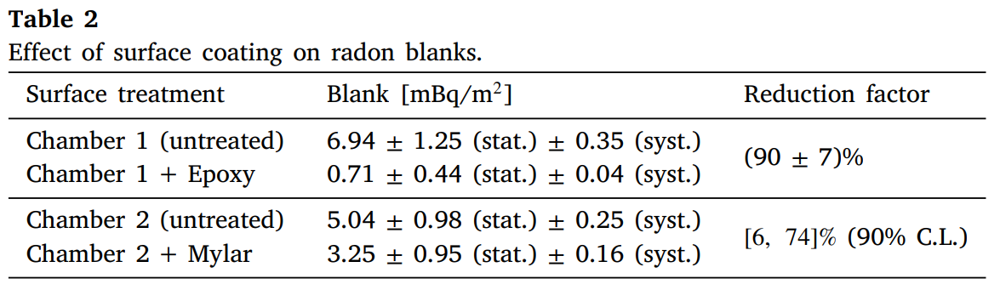 Table 2
Effect of surface coating on radon blanks.
Surface treatment Blank [mBq/m²] Reduction factor
Chamber 1 (untreated) 6.94 ± 1.25 (stat.) ± 0.35 (syst.)
(90 ± 7)%
Chamber 1 + Epoxy 0.71 ± 0.44 (stat.) ± 0.04 (syst.)
Chamber 2 (untreated) 5.04 ± 0.98 (stat.) ± 0.25 (syst.)
[6, 74]% (90% C.L.)
Chamber 2 + Mylar 3.25 ± 0.95 (stat.) ± 0.16 (syst.)